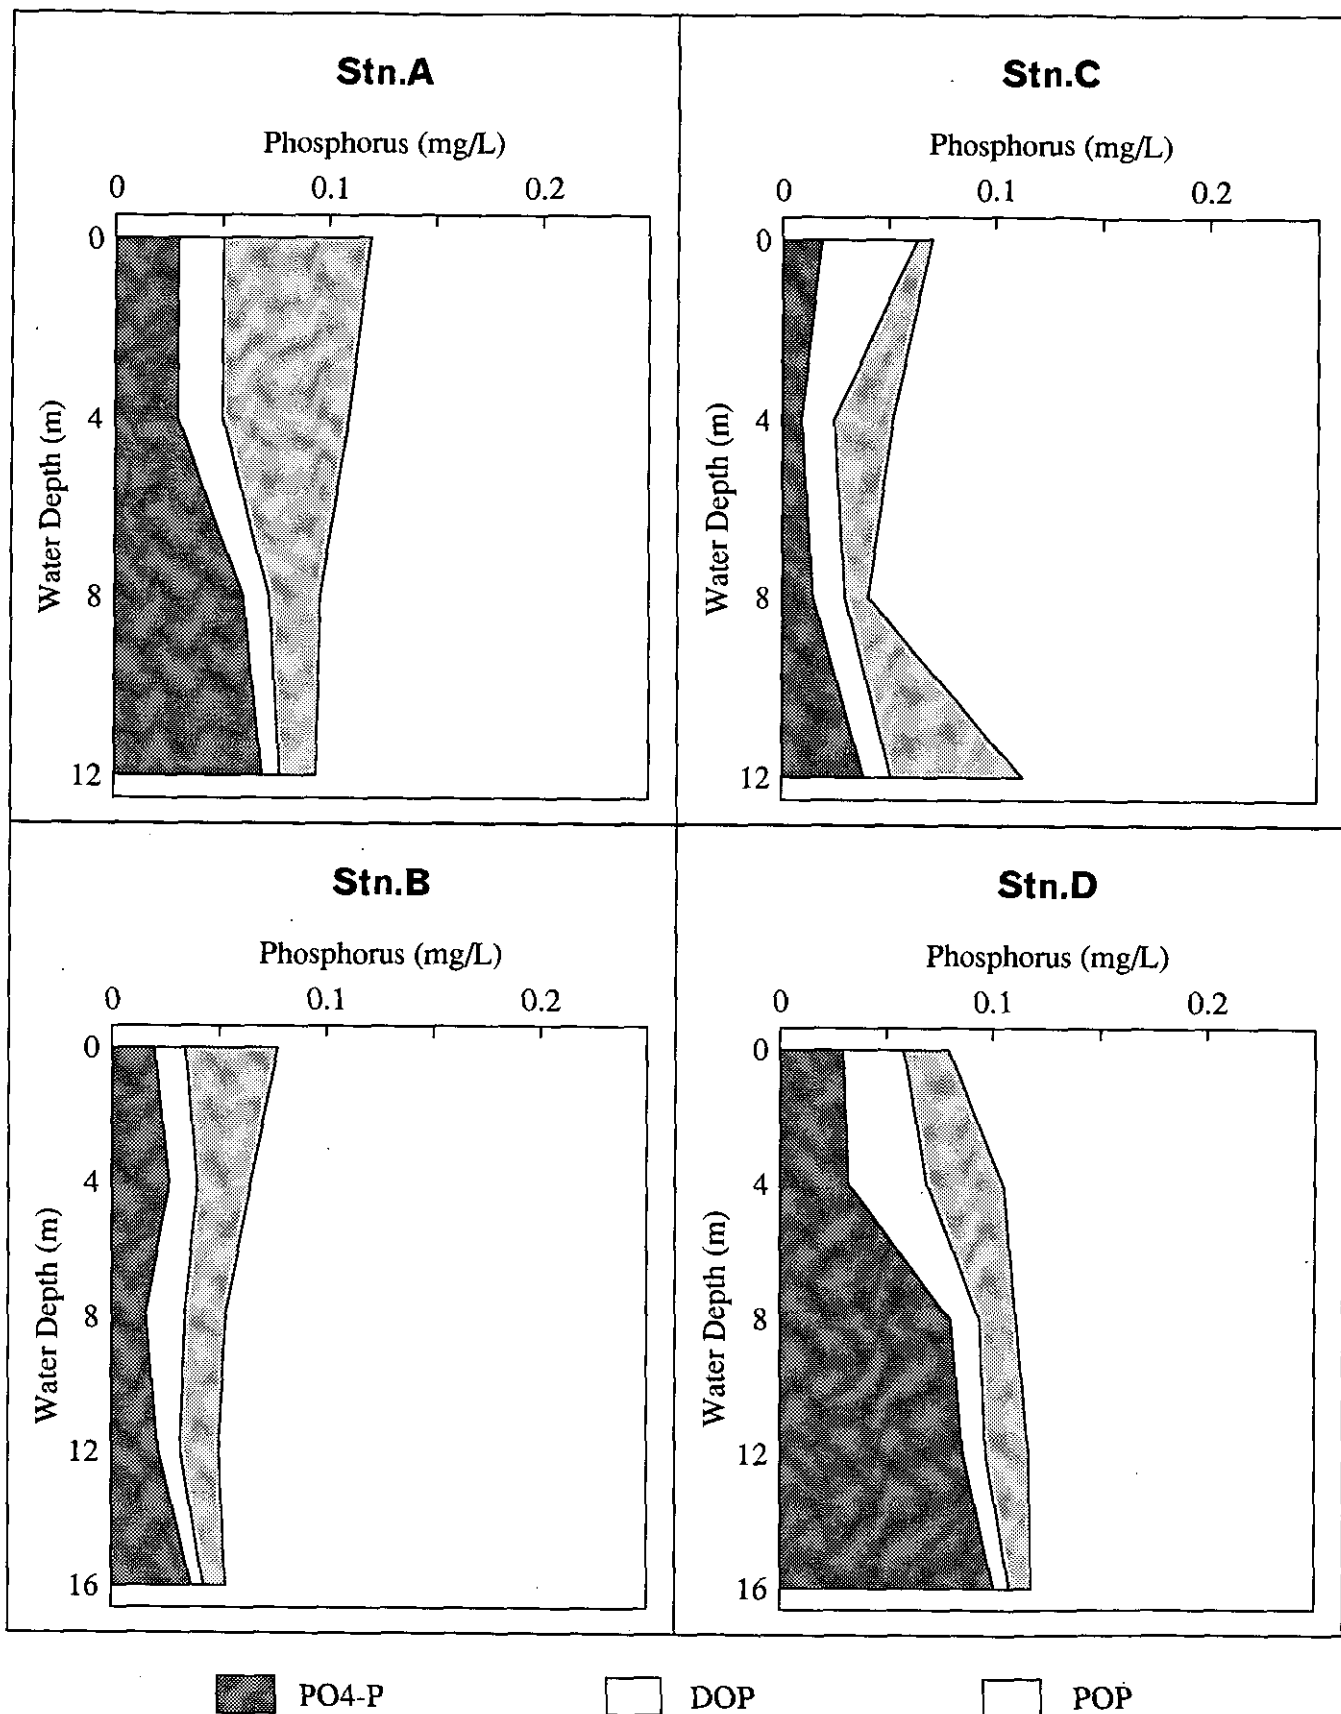 Stn.A
Phosphorus (mg/L)
0 0.1 0.2
0
4
8
12
Water Depth (m)
Stn.C
Phosphorus (mg/L)
0 0.1 0.2
0
4
8
12
Water Depth (m)
Stn.B
Phosphorus (mg/L)
0 0.1 0.2
0
4
8
12
16
Water Depth (m)
Stn.D
Phosphorus (mg/L)
0 0.1 0.2
0
4
8
12
16
Water Depth (m)
PO4-P DOP POP